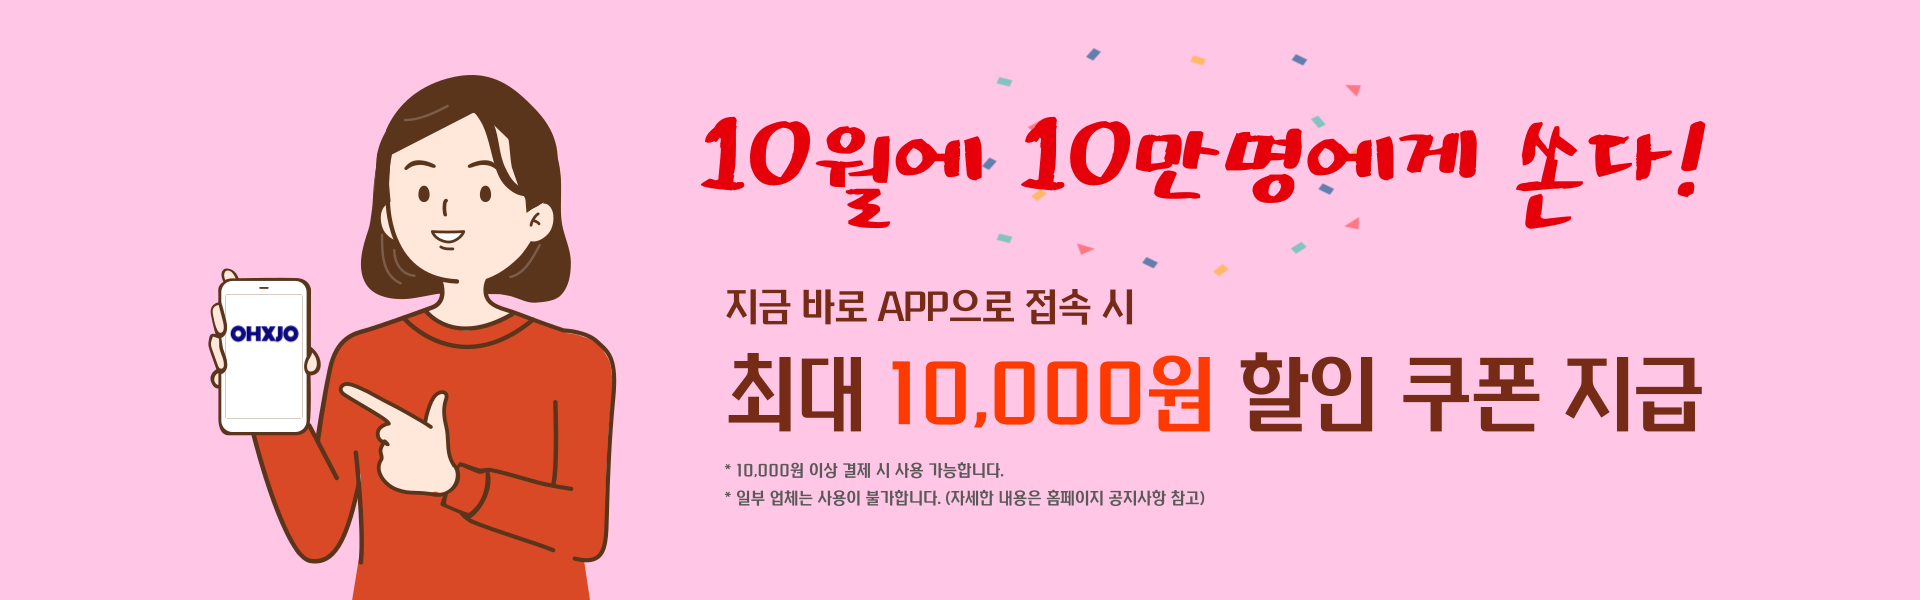 10월에 10만명에게 쏜다!
OHXJO
지금 바로 APP으로 접속 시
최대 10,000원 할인 쿠폰 지급
* 10,000원 이상 결제 시 사용 가능합니다.
* 일부 업체는 사용이 불가합니다. (자세한 내용은 홈페이지 공지사항 참고)